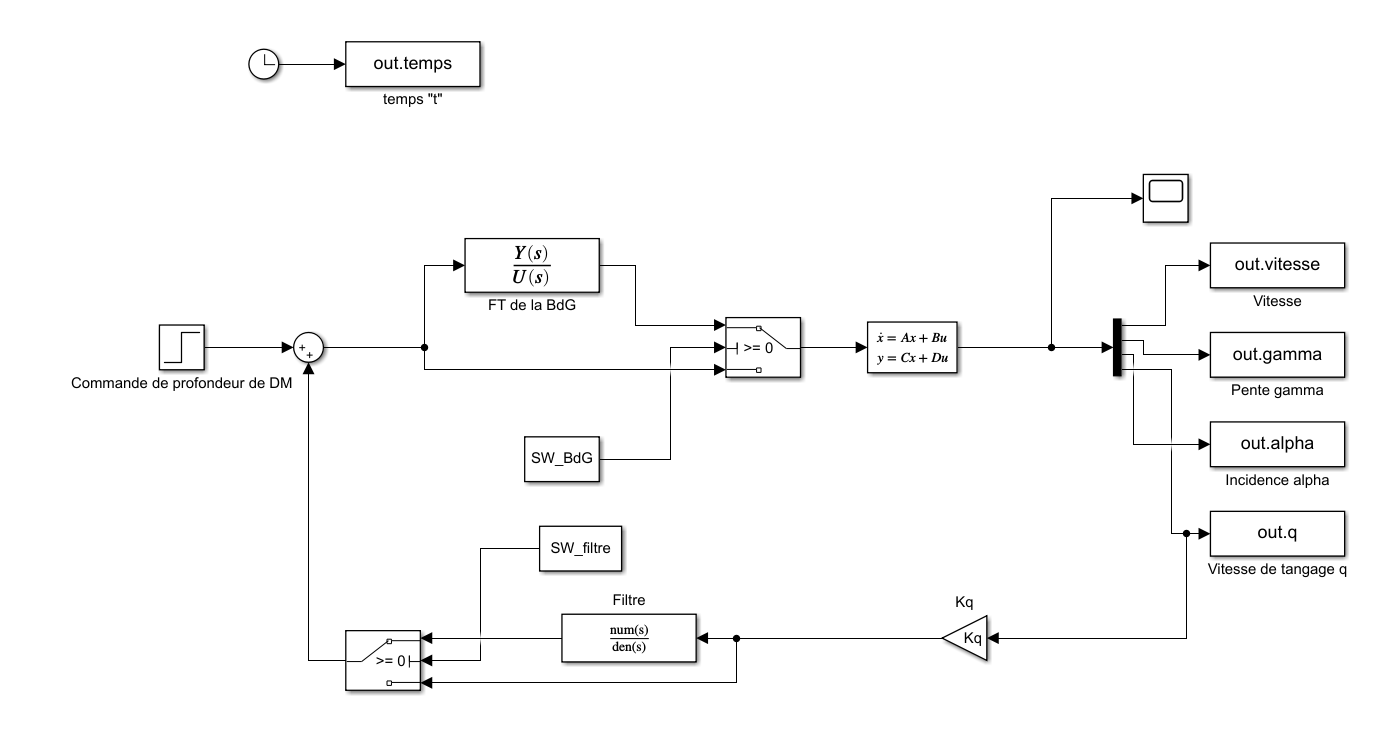 out.temps
temps "t"
Y(s)
U(s)
FT de la BdG
out.vitesse
Vitesse
++
>= 0
ẋ = Ax + Bu
y = Cx + Du
out.gamma
Pente gamma
Commande de profondeur de DM
SW_BdG
out.alpha
Incidence alpha
SW_filtre
out.q
Vitesse de tangage q
Filtre
num(s)
den(s)
Kq
Kq
>= 0